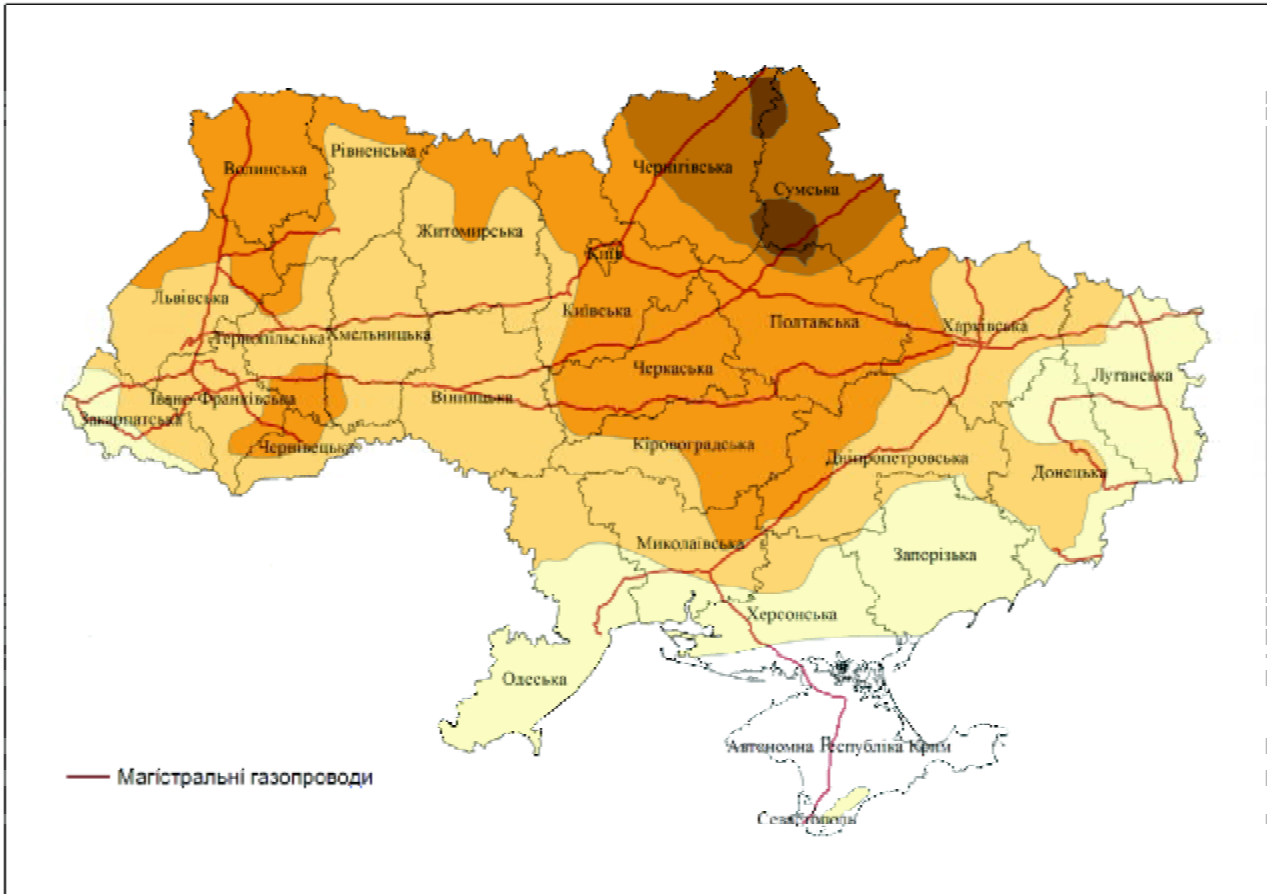 Рівненська
Волинська
Чернігівська
Сумська
Житомирська
Київ
Львівська
Київська
Полтавська
Харківська
Тернопільська
Хмельницька
Черкаська
Луганська
Івано-Франківська
Вінницька
Закарпатська
Чернівецька
Кіровоградська
Дніпропетровська
Донецька
Миколаївська
Запорізька
Херсонська
Одеська
Автономна Республіка Крим
Магістральні газопроводи
Севастополь